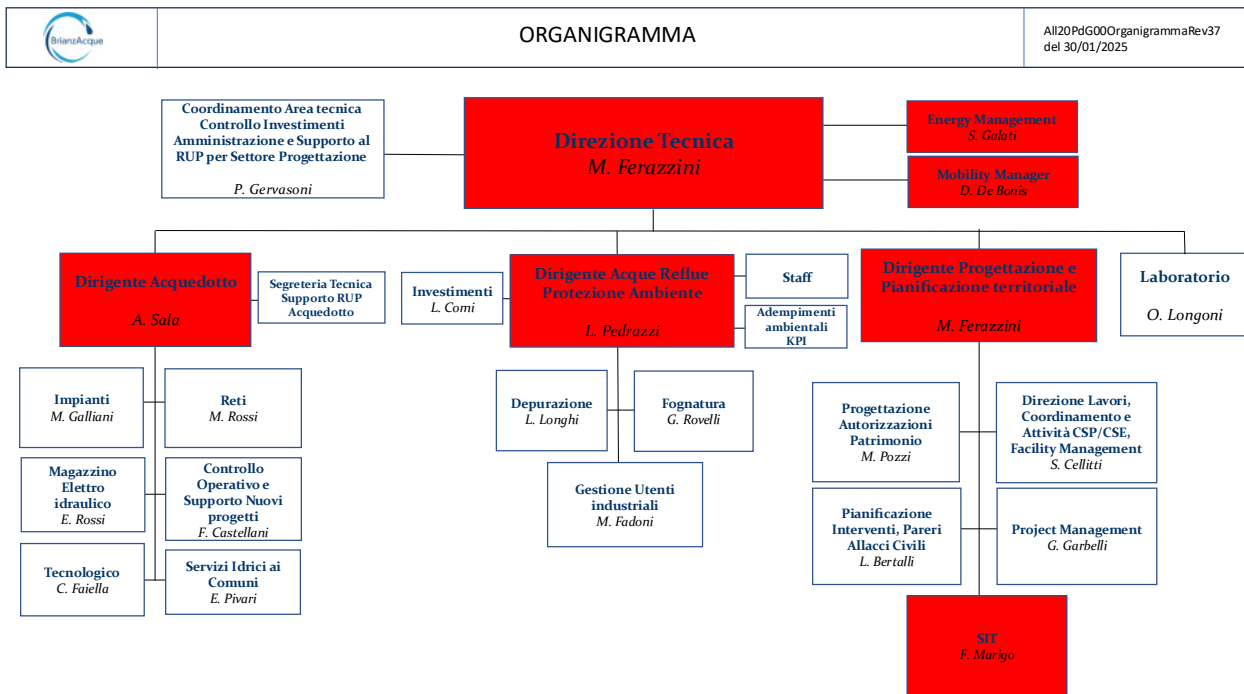 BrianzAcque
ORGANIGRAMMA
All20PdG00OrganigrammaRev37
del 30/01/2025
Coordinamento Area tecnica
Controllo Investimenti
Amministrazione e Supporto al
RUP per Settore Progettazione
P. Gervasoni
Direzione Tecnica
M. Ferazzini
Energy Management
S. Galati
Mobility Manager
D. De Bonis
Dirigente Acquedotto
A. Sala
Segreteria Tecnica
Supporto RUP
Acquedotto
Investimenti
L. Comi
Dirigente Acque Reflue
Protezione Ambiente
L. Pedrazzi
Staff
Adempimenti
ambientali
KPI
Dirigente Progettazione e
Pianificazione territoriale
M. Ferazzini
Laboratorio
O. Longoni
Impianti
M. Galliani
Reti
M. Rossi
Magazzino
Elettro
idraulico
E. Rossi
Controllo
Operativo e
Supporto Nuovi
progetti
F. Castellani
Tecnologico
C. Faiella
Servizi Idrici ai
Comuni
E. Pivari
Depurazione
L. Longhi
Fognatura
G. Rovelli
Gestione Utenti
industriali
M. Fadoni
Progettazione
Autorizzazioni
Patrimonio
M. Pozzi
Direzione Lavori,
Coordinamento e
Attività CSP/CSE,
Facility Management
S. Cellitti
Pianificazione
Interventi, Pareri
Allacci Civili
L. Bertalli
Project Management
G. Garbelli
SIT
F. Marigo